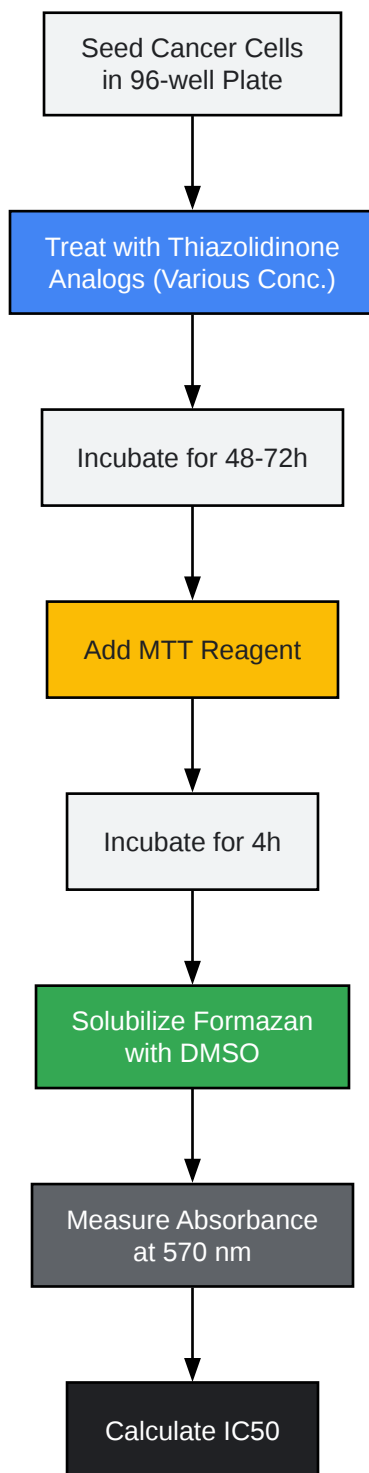 Seed Cancer Cells
in 96-well Plate
Treat with Thiazolidinone
Analogs (Various Conc.)
Incubate for 48-72h
Add MTT Reagent
Incubate for 4h
Solubilize Formazan
with DMSO
Measure Absorbance
at 570 nm
Calculate IC50